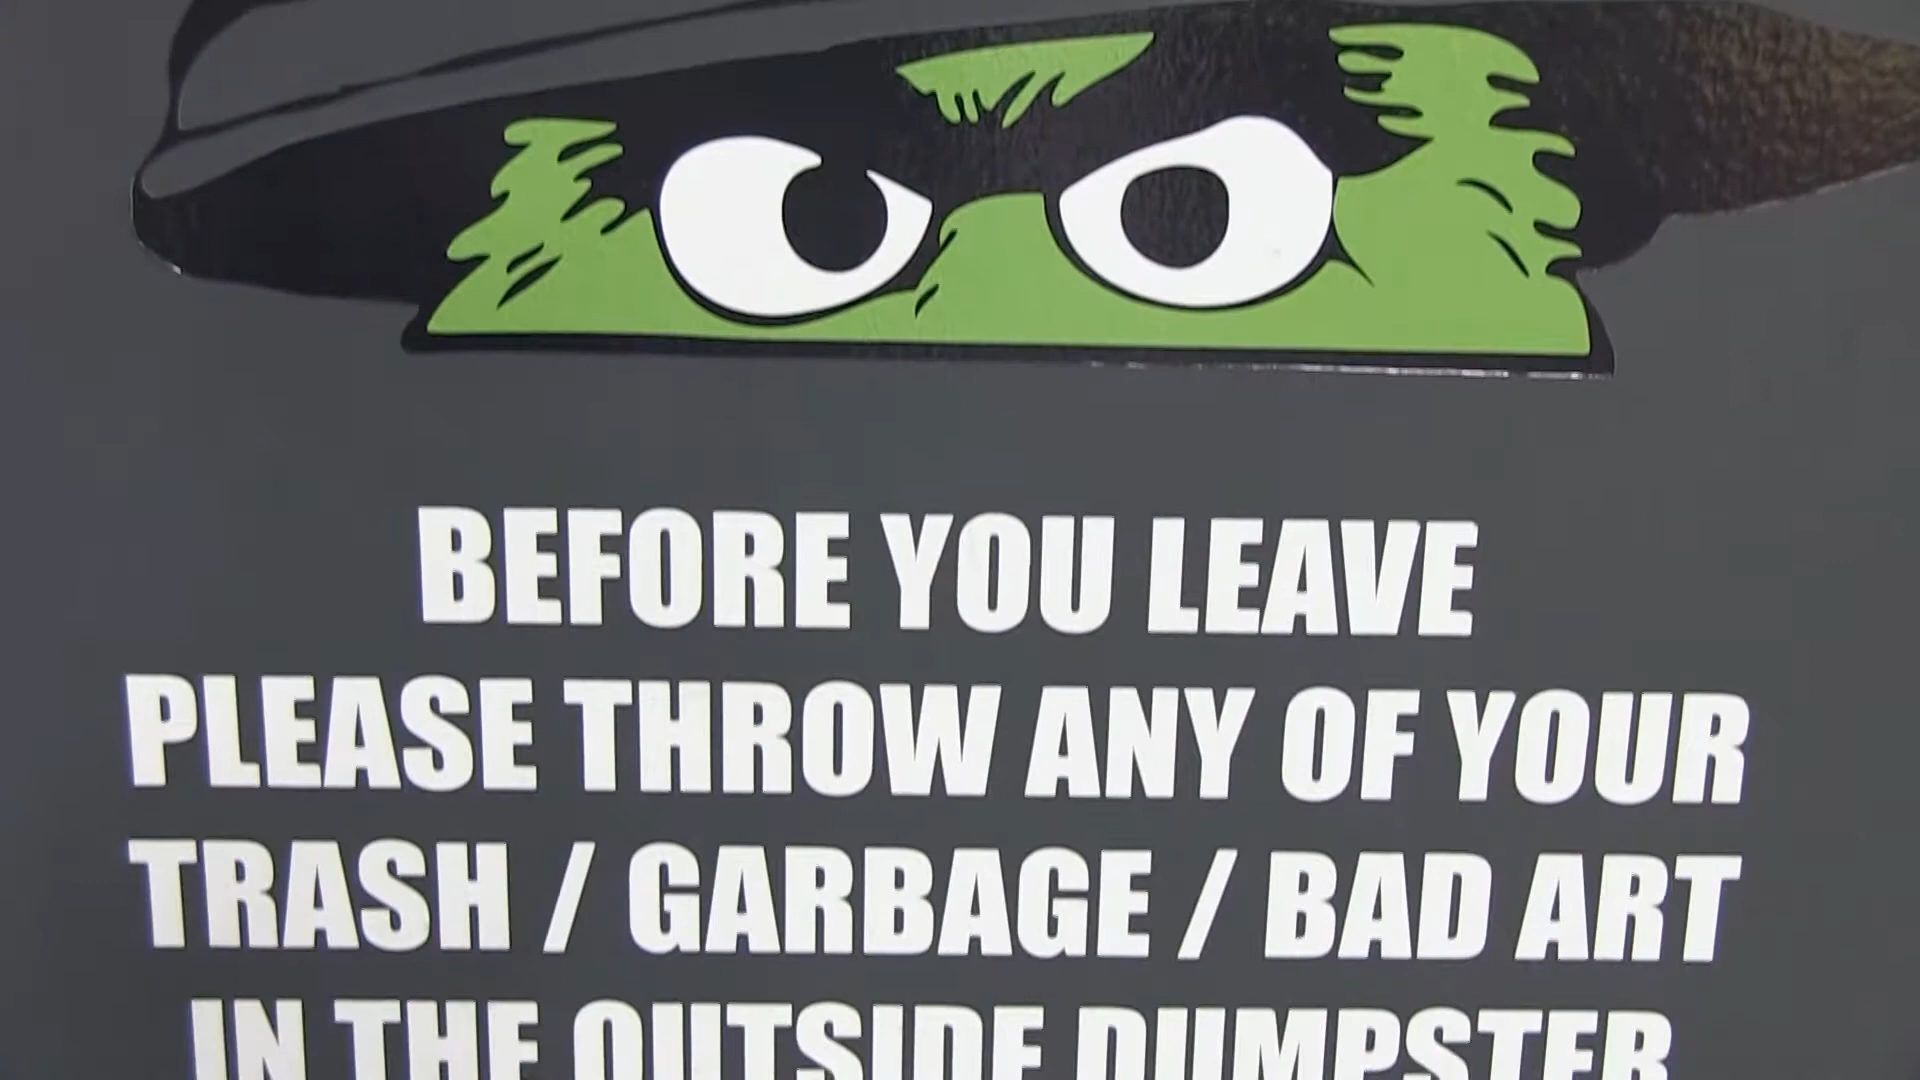 BEFORE YOU LEAVE
PLEASE THROW ANY OF YOUR
TRASH / GARBAGE / BAD ART
IN THE OUTSIDE DUMPSTER